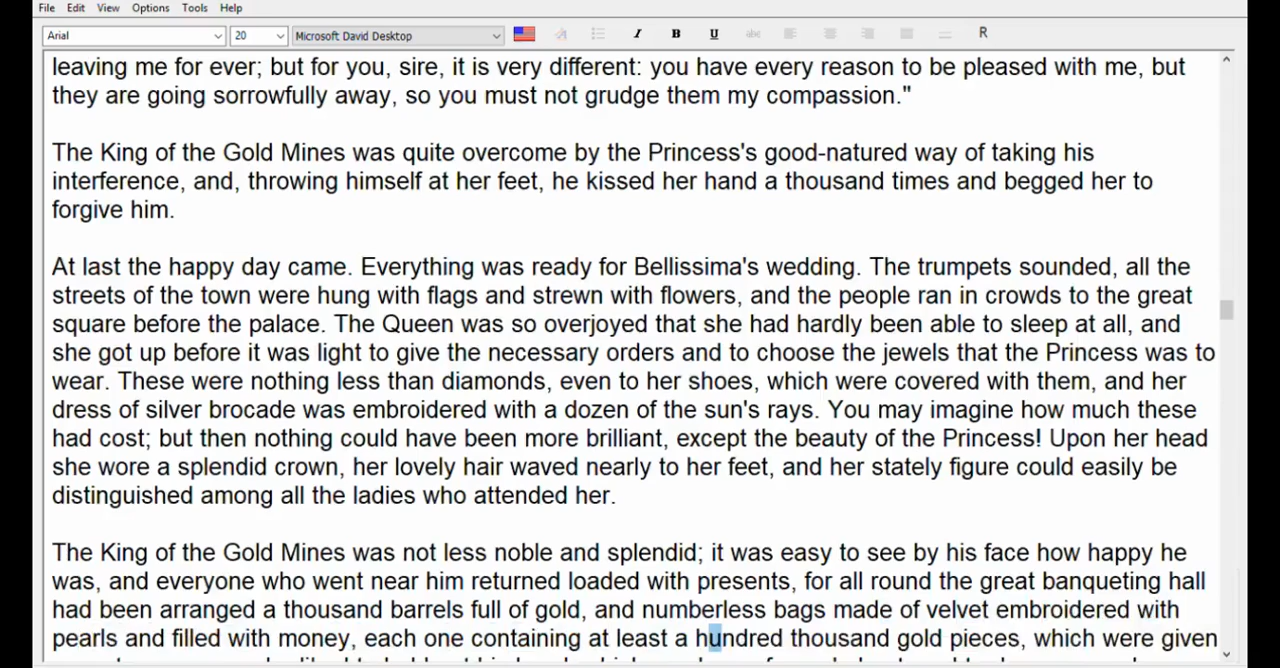 File Edit View Options Tools Help
Arial 20 Microsoft David Desktop I B U abc R
leaving me for ever; but for you, sire, it is very different: you have every reason to be pleased with me, but
they are going sorrowfully away, so you must not grudge them my compassion."
The King of the Gold Mines was quite overcome by the Princess's good-natured way of taking his
interference, and, throwing himself at her feet, he kissed her hand a thousand times and begged her to
forgive him.
At last the happy day came. Everything was ready for Bellissima's wedding. The trumpets sounded, all the
streets of the town were hung with flags and strewn with flowers, and the people ran in crowds to the great
square before the palace. The Queen was so overjoyed that she had hardly been able to sleep at all, and
she got up before it was light to give the necessary orders and to choose the jewels that the Princess was to
wear. These were nothing less than diamonds, even to her shoes, which were covered with them, and her
dress of silver brocade was embroidered with a dozen of the sun's rays. You may imagine how much these
had cost; but then nothing could have been more brilliant, except the beauty of the Princess! Upon her head
she wore a splendid crown, her lovely hair waved nearly to her feet, and her stately figure could easily be
distinguished among all the ladies who attended her.
The King of the Gold Mines was not less noble and splendid; it was easy to see by his face how happy he
was, and everyone who went near him returned loaded with presents, for all round the great banqueting hall
had been arranged a thousand barrels full of gold, and numberless bags made of velvet embroidered with
pearls and filled with money, each one containing at least a hundred thousand gold pieces, which were given